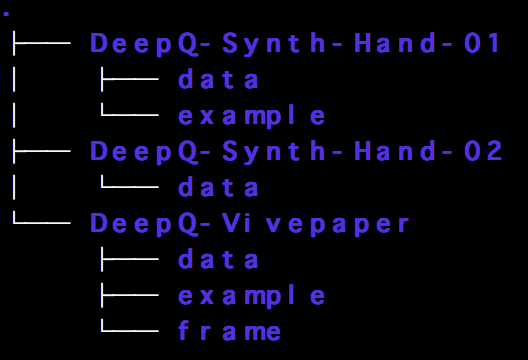 .
├── DeepQ-Synth-Hand-01
│   ├── data
│   └── example
├── DeepQ-Synth-Hand-02
│   └── data
└── DeepQ-Vivepaper
    ├── data
    ├── example
    └── frame